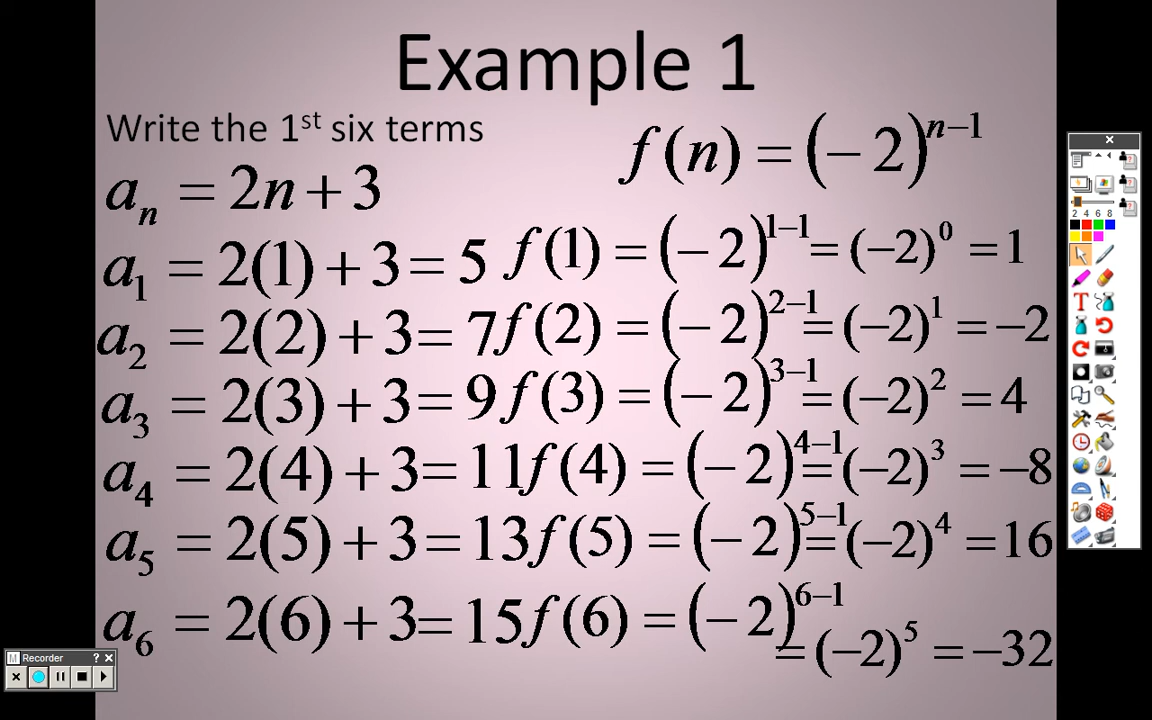 Example 1
Write the 1st six terms
f(n) = (−2)^{n−1}
a_n = 2n + 3
a_1 = 2(1) + 3 = 5 f(1) = (−2)^{1−1} = (−2)^0 = 1
a_2 = 2(2) + 3 = 7 f(2) = (−2)^{2−1} = (−2)^1 = −2
a_3 = 2(3) + 3 = 9 f(3) = (−2)^{3−1} = (−2)^2 = 4
a_4 = 2(4) + 3 = 11 f(4) = (−2)^{4−1} = (−2)^3 = −8
a_5 = 2(5) + 3 = 13 f(5) = (−2)^{5−1} = (−2)^4 = 16
a_6 = 2(6) + 3 = 15 f(6) = (−2)^{6−1}
= (−2)^5 = −32
2 4 6 8
T
M Recorder ?